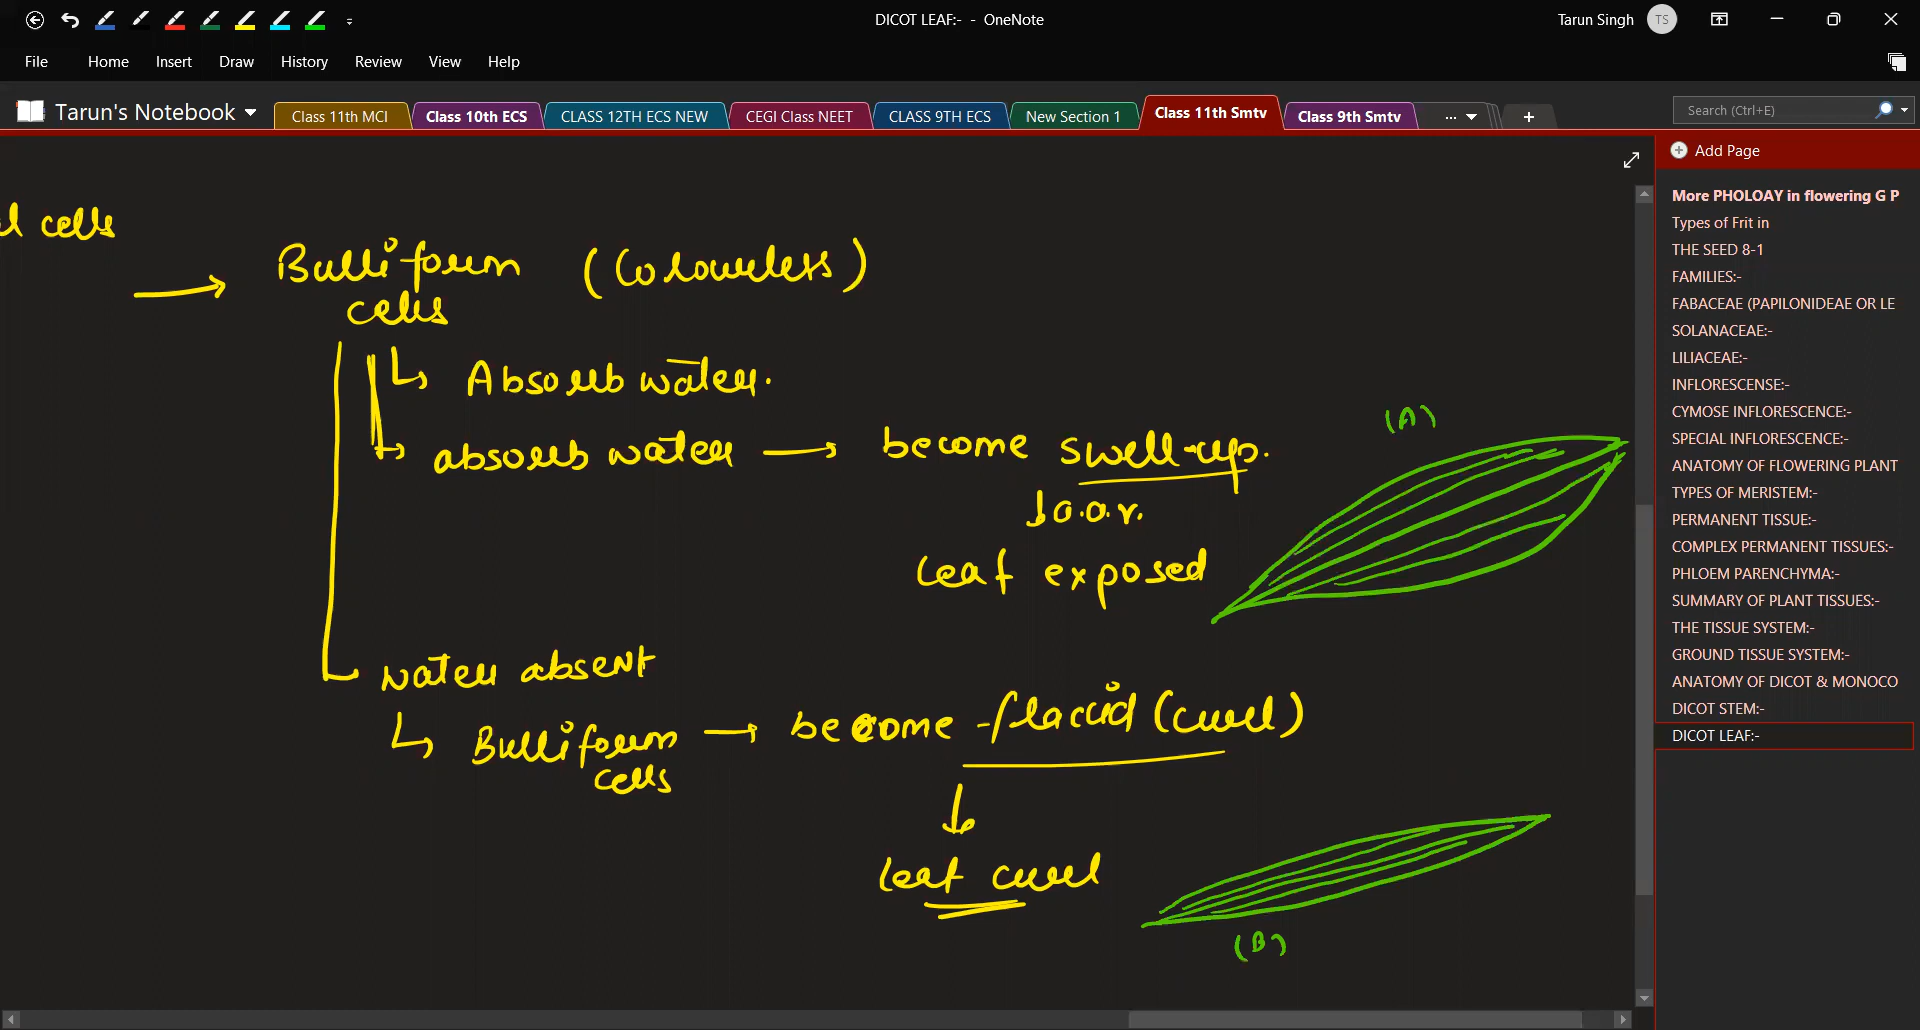 DICOT LEAF:- - OneNote
Tarun Singh
TS
File Home Insert Draw History Review View Help
Tarun's Notebook
Class 11th MCI
Class 10th ECS
CLASS 12TH ECS NEW
CEGI Class NEET
CLASS 9TH ECS
New Section 1
Class 11th Smtv
Class 9th Smtv
...
+
Search (Ctrl+E)
Add Page
More PHOLOAY in flowering G P
Types of Frit in
THE SEED 8-1
FAMILIES:-
FABACEAE (PAPILONIDEAE OR LE
SOLANACEAE:-
LILIACEAE:-
INFLORESCENSE:-
CYMOSE INFLORESCENCE:-
SPECIAL INFLORESCENCE:-
ANATOMY OF FLOWERING PLANT
TYPES OF MERISTEM:-
PERMANENT TISSUE:-
COMPLEX PERMANENT TISSUES:-
PHLOEM PARENCHYMA:-
SUMMARY OF PLANT TISSUES:-
THE TISSUE SYSTEM:-
GROUND TISSUE SYSTEM:-
ANATOMY OF DICOT & MONOCO
DICOT STEM:-
DICOT LEAF:-
cells
→ Bulliform (Colourless)
cells
↳ Absorb water.
↳ absorb water → become swell-up.
↓ a.a.r.
leaf exposed
(A)
water absent
↳ Bulliform → become flaccid (curl)
cells
↓
leaf curl
(B)